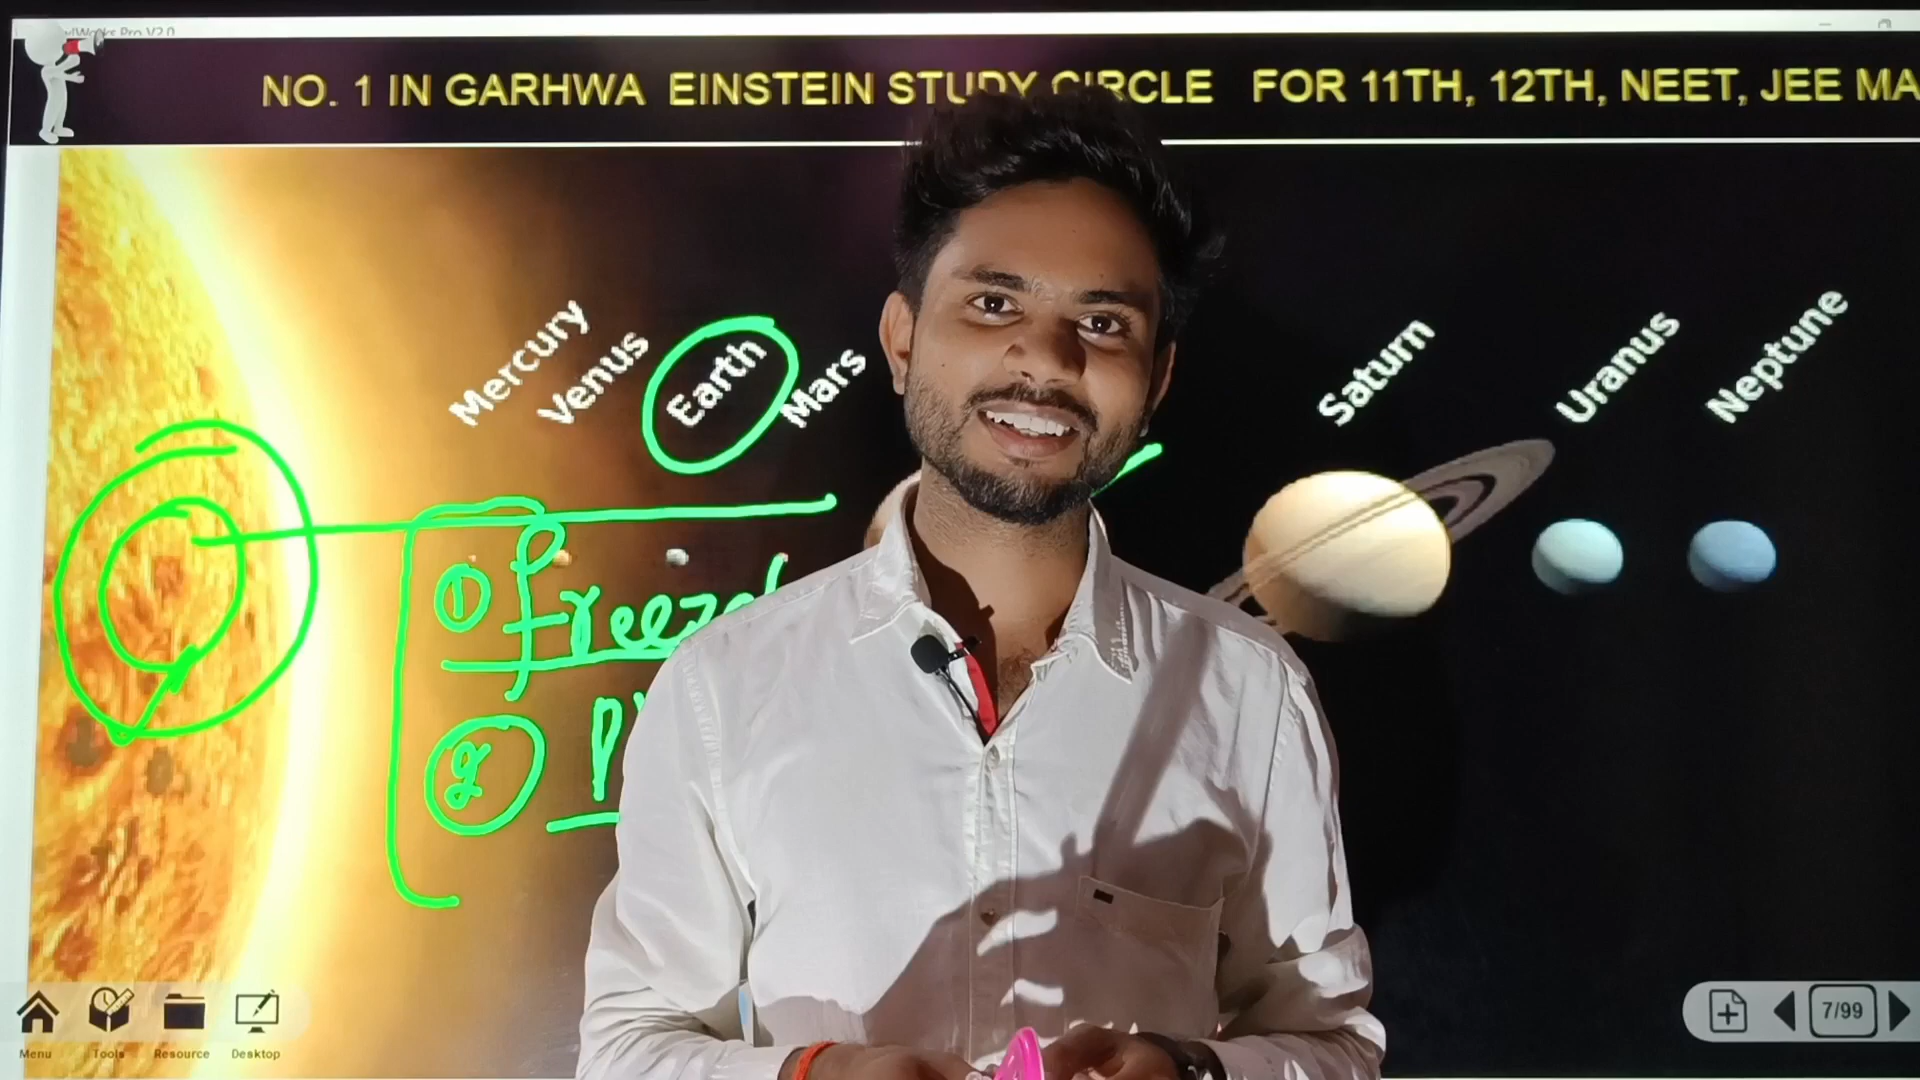 NO. 1 IN GARHWA EINSTEIN STUDY CIRCLE FOR 11TH, 12TH, NEET, JEE MA
Mercury
Venus
Earth
Mars
Saturn
Uranus
Neptune
①
②
Menu
Tools
Resource
Desktop
7/99